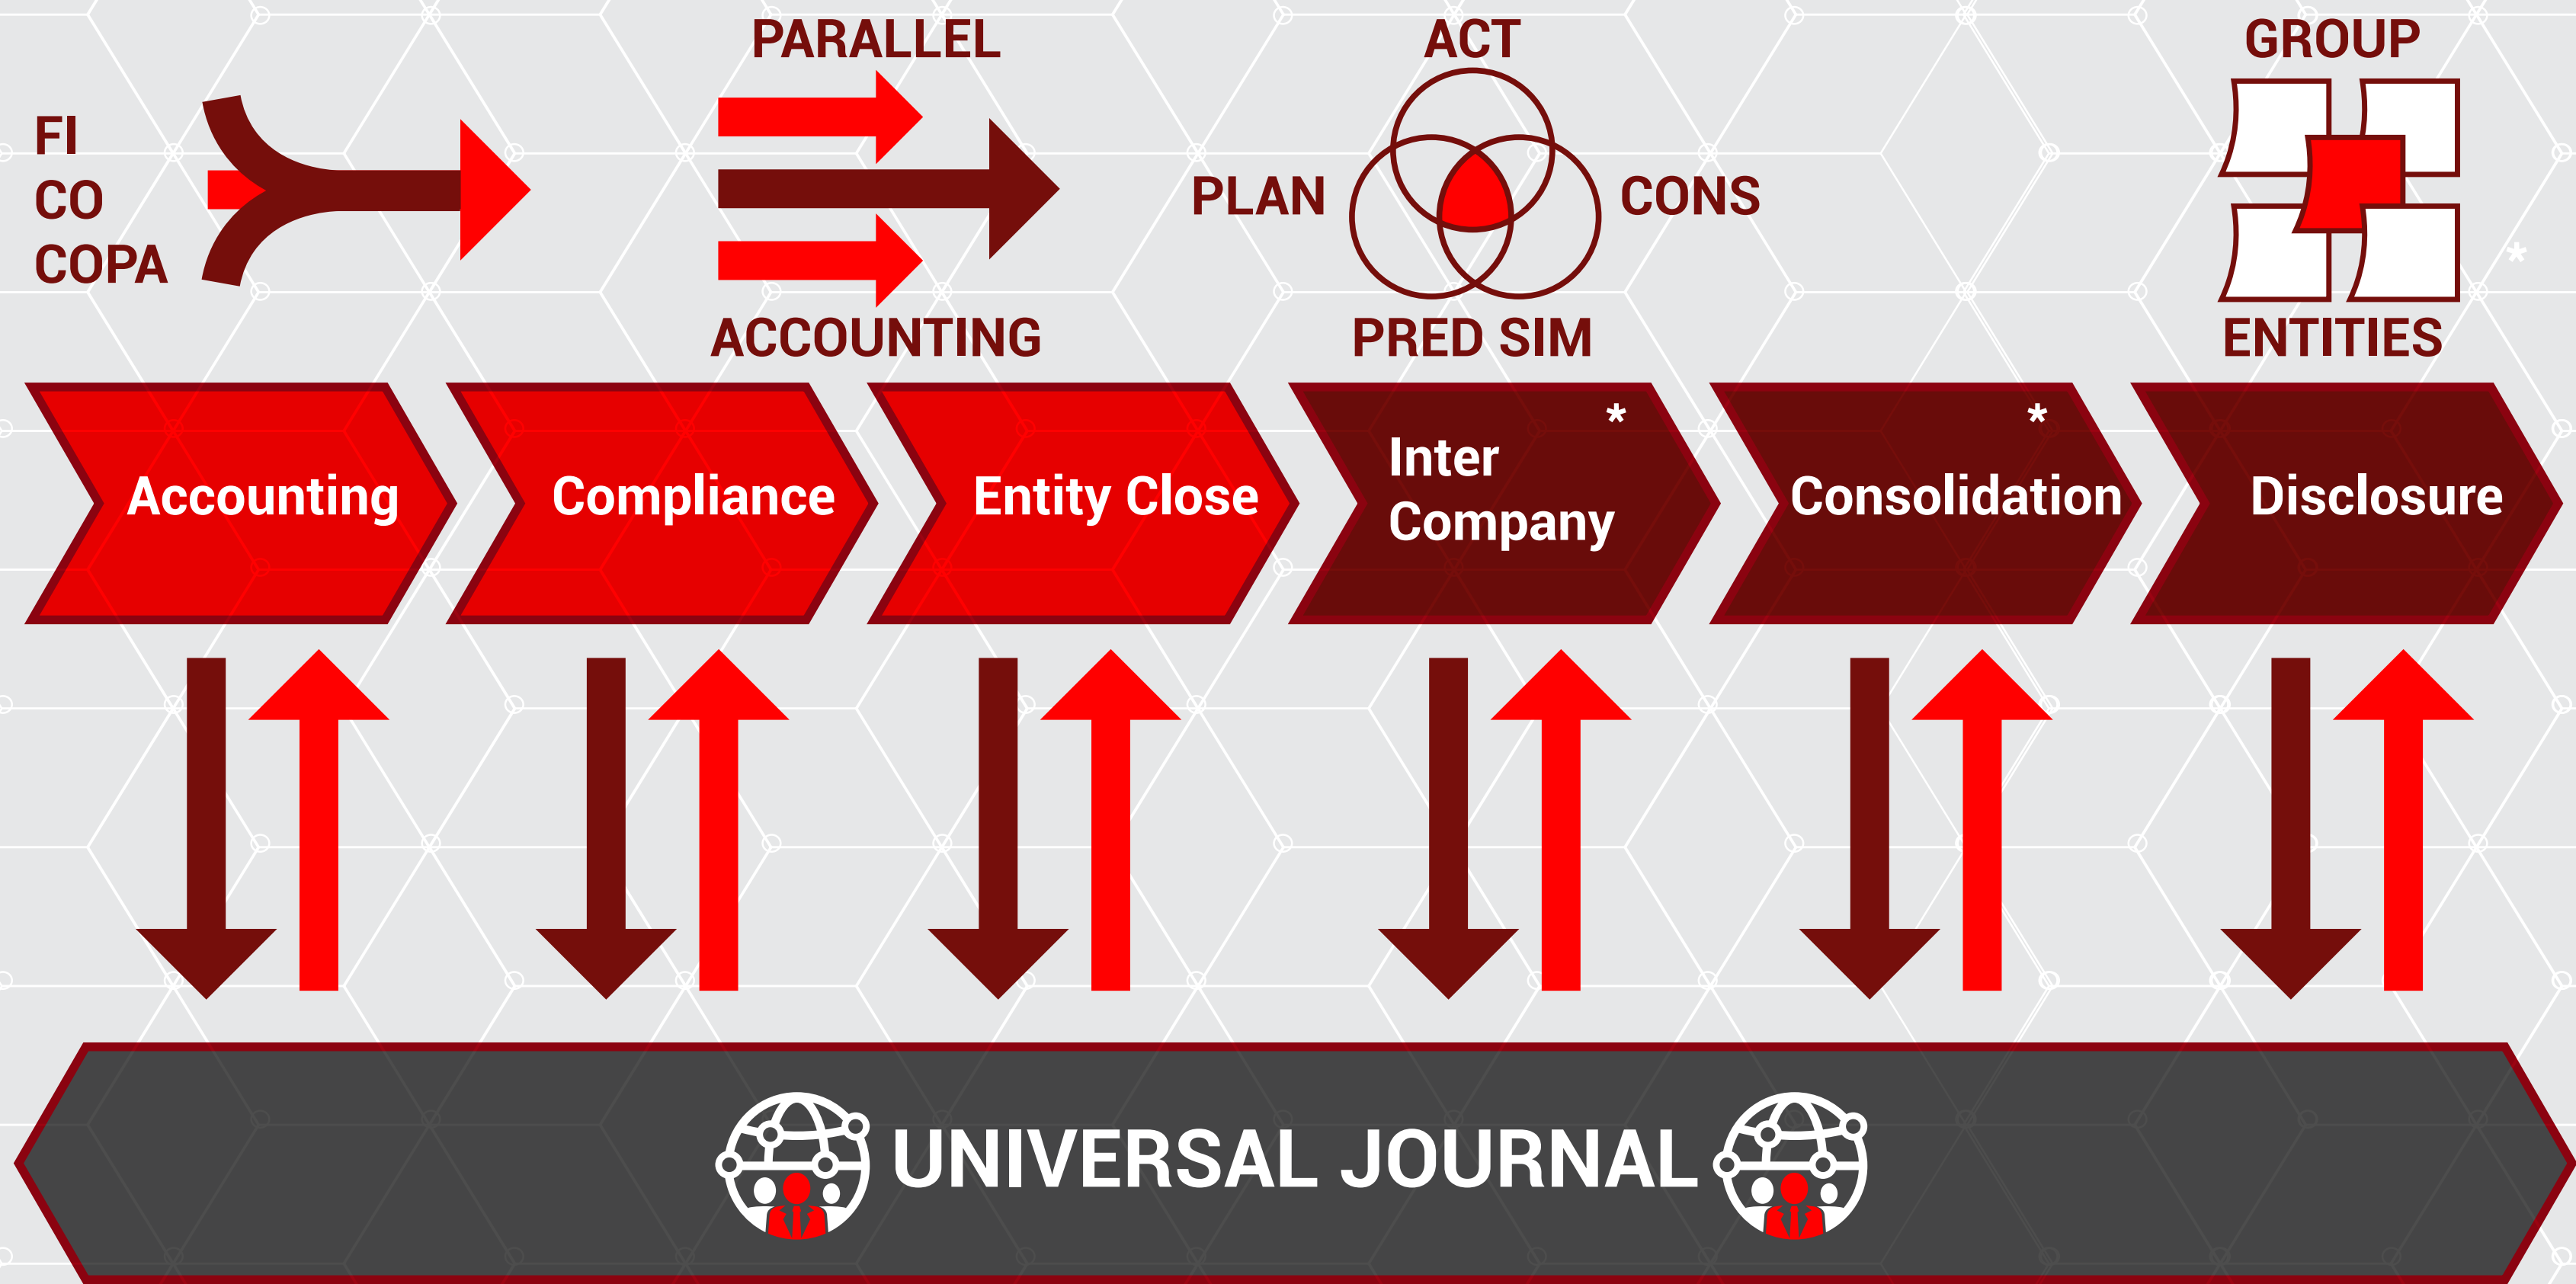 PARALLEL
ACT
GROUP
FI
CO
COPA
PLAN
CONS
*
ACCOUNTING
PRED SIM
ENTITIES
Accounting
Compliance
Entity Close
Inter *
Company
Consolidation *
Disclosure
UNIVERSAL JOURNAL